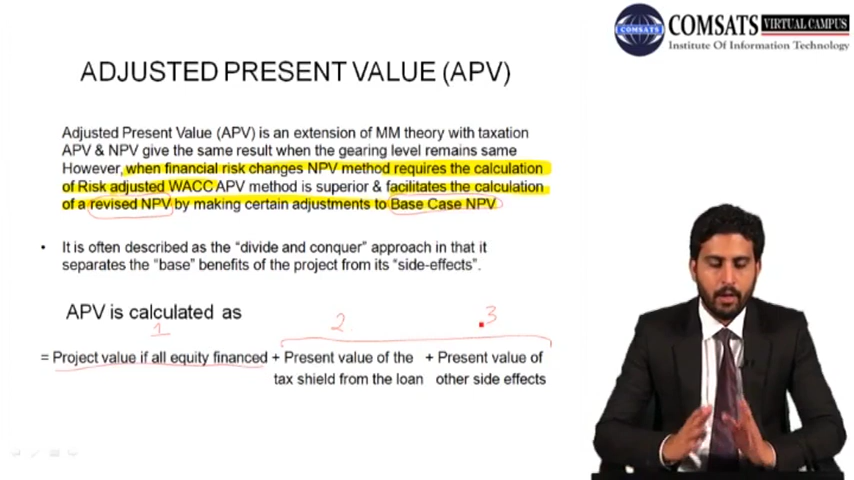 COMSATS VIRTUAL CAMPUS
COMSATS
Institute Of Information Technology
ADJUSTED PRESENT VALUE (APV)
Adjusted Present Value (APV) is an extension of MM theory with taxation
APV & NPV give the same result when the gearing level remains same
However, when financial risk changes NPV method requires the calculation
of Risk adjusted WACC APV method is superior & facilitates the calculation
of a revised NPV by making certain adjustments to Base Case NPV
• It is often described as the "divide and conquer" approach in that it
separates the "base" benefits of the project from its "side-effects".
APV is calculated as
1 2 3
= Project value if all equity financed + Present value of the + Present value of
tax shield from the loan other side effects